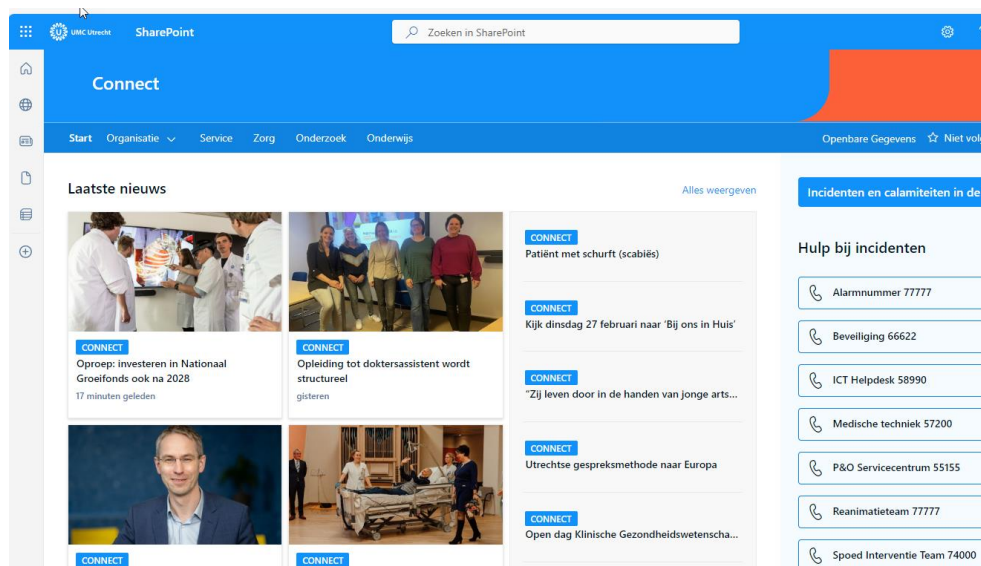 UMC Utrecht
SharePoint
Zoeken in SharePoint
Connect
Start
Organisatie
Service
Zorg
Onderzoek
Onderwijs
Openbare Gegevens
Niet vol
Laatste nieuws
Alles weergeven
CONNECT
Oproep: investeren in Nationaal
Groeifonds ook na 2028
17 minuten geleden
CONNECT
Opleiding tot doktersassistent wordt
structureel
gisteren
CONNECT
CONNECT
CONNECT
Patiënt met schurft (scabiës)
CONNECT
Kijk dinsdag 27 februari naar ‘Bij ons in Huis’
CONNECT
“Zij leven door in de handen van jonge arts...
CONNECT
Utrechtse gespreksmethode naar Europa
CONNECT
Open dag Klinische Gezondheidswetenscha...
Incidenten en calamiteiten in de
Hulp bij incidenten
Alarmnummer 77777
Beveiliging 66622
ICT Helpdesk 58990
Medische techniek 57200
P&O Servicecentrum 55155
Reanimatieteam 77777
Spoed Interventie Team 74000